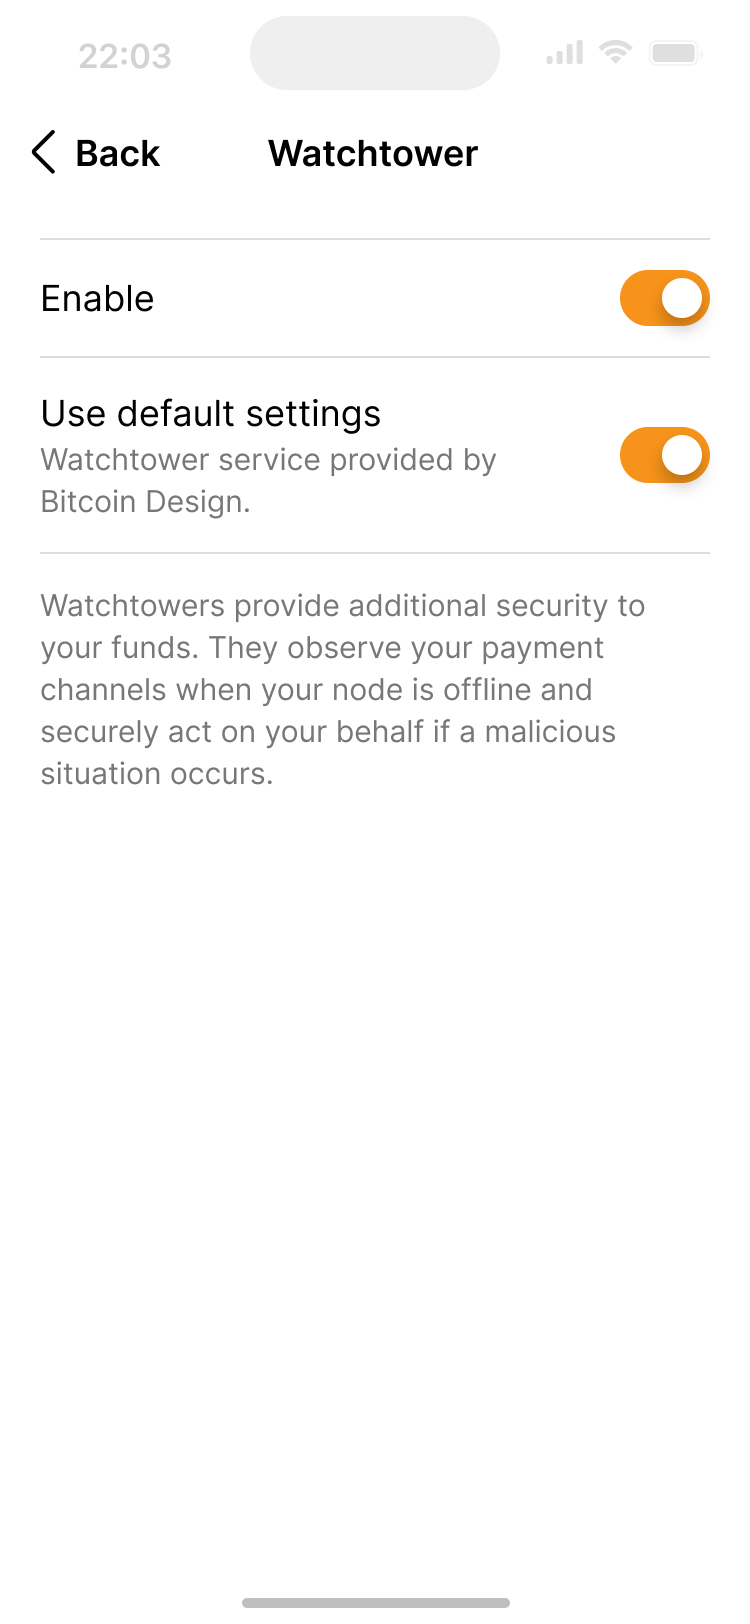 22:03
Back
Watchtower
Enable
Use default settings
Watchtower service provided by
Bitcoin Design.
Watchtowers provide additional security to
your funds. They observe your payment
channels when your node is offline and
securely act on your behalf if a malicious
situation occurs.